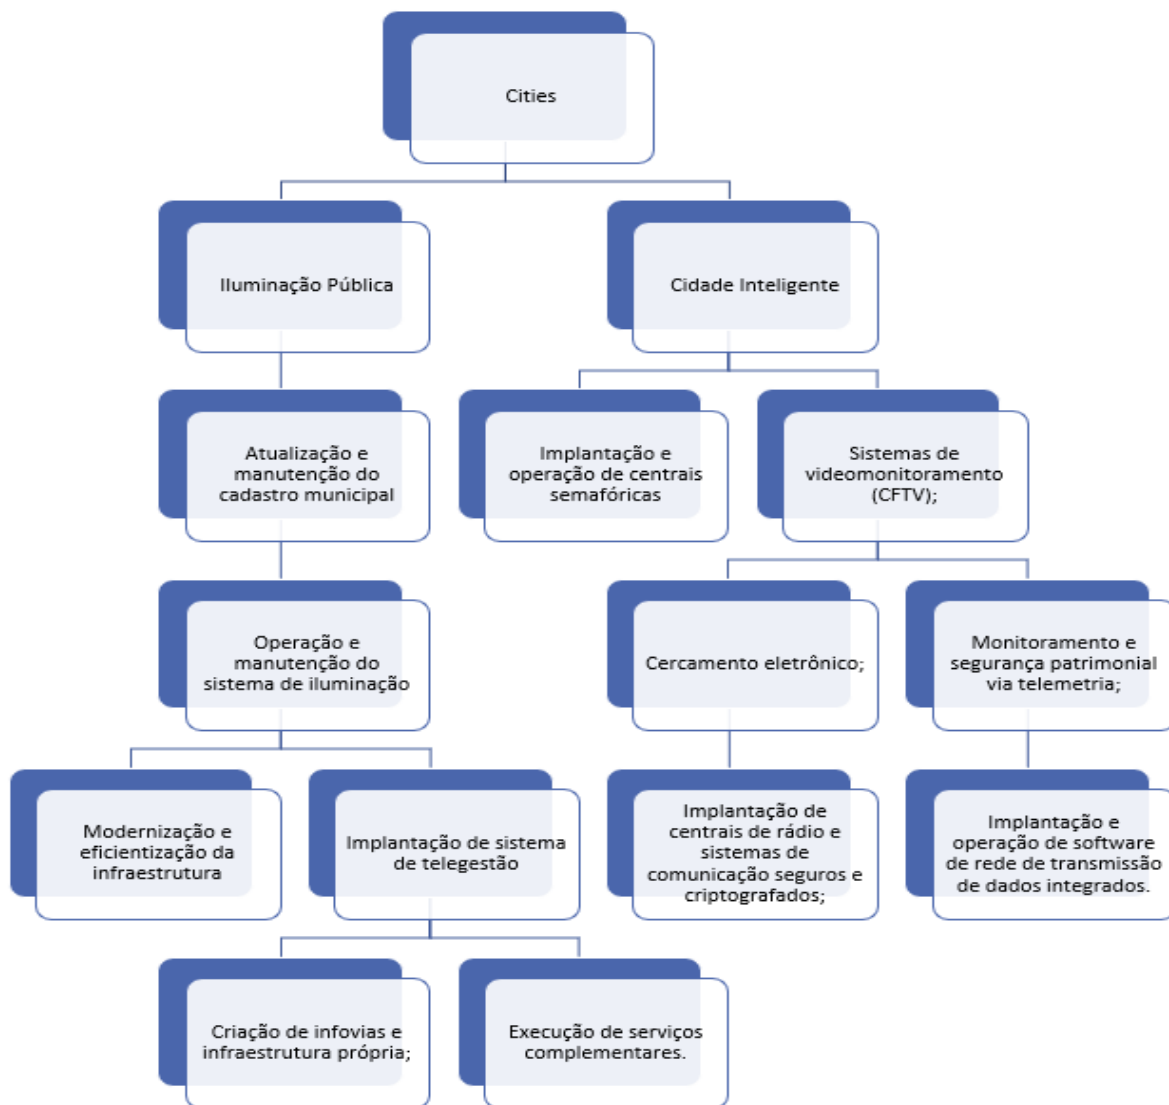 Cities
Iluminação Pública
Cidade Inteligente
Atualização e
manutenção do
cadastro municipal
Implantação e
operação de centrais
semafóricas
Sistemas de
videomonitoramento
(CFTV);
Operação e
manutenção do
sistema de iluminação
Cercamento eletrônico;
Monitoramento e
segurança patrimonial
via telemetria;
Modernização e
eficientização da
infraestrutura
Implantação de sistema
de telegestão
Implantação de
centrais de rádio e
sistemas de
comunicação seguros e
criptografados;
Implantação e
operação de software
de rede de transmissão
de dados integrados.
Criação de infovias e
infraestrutura própria;
Execução de serviços
complementares.